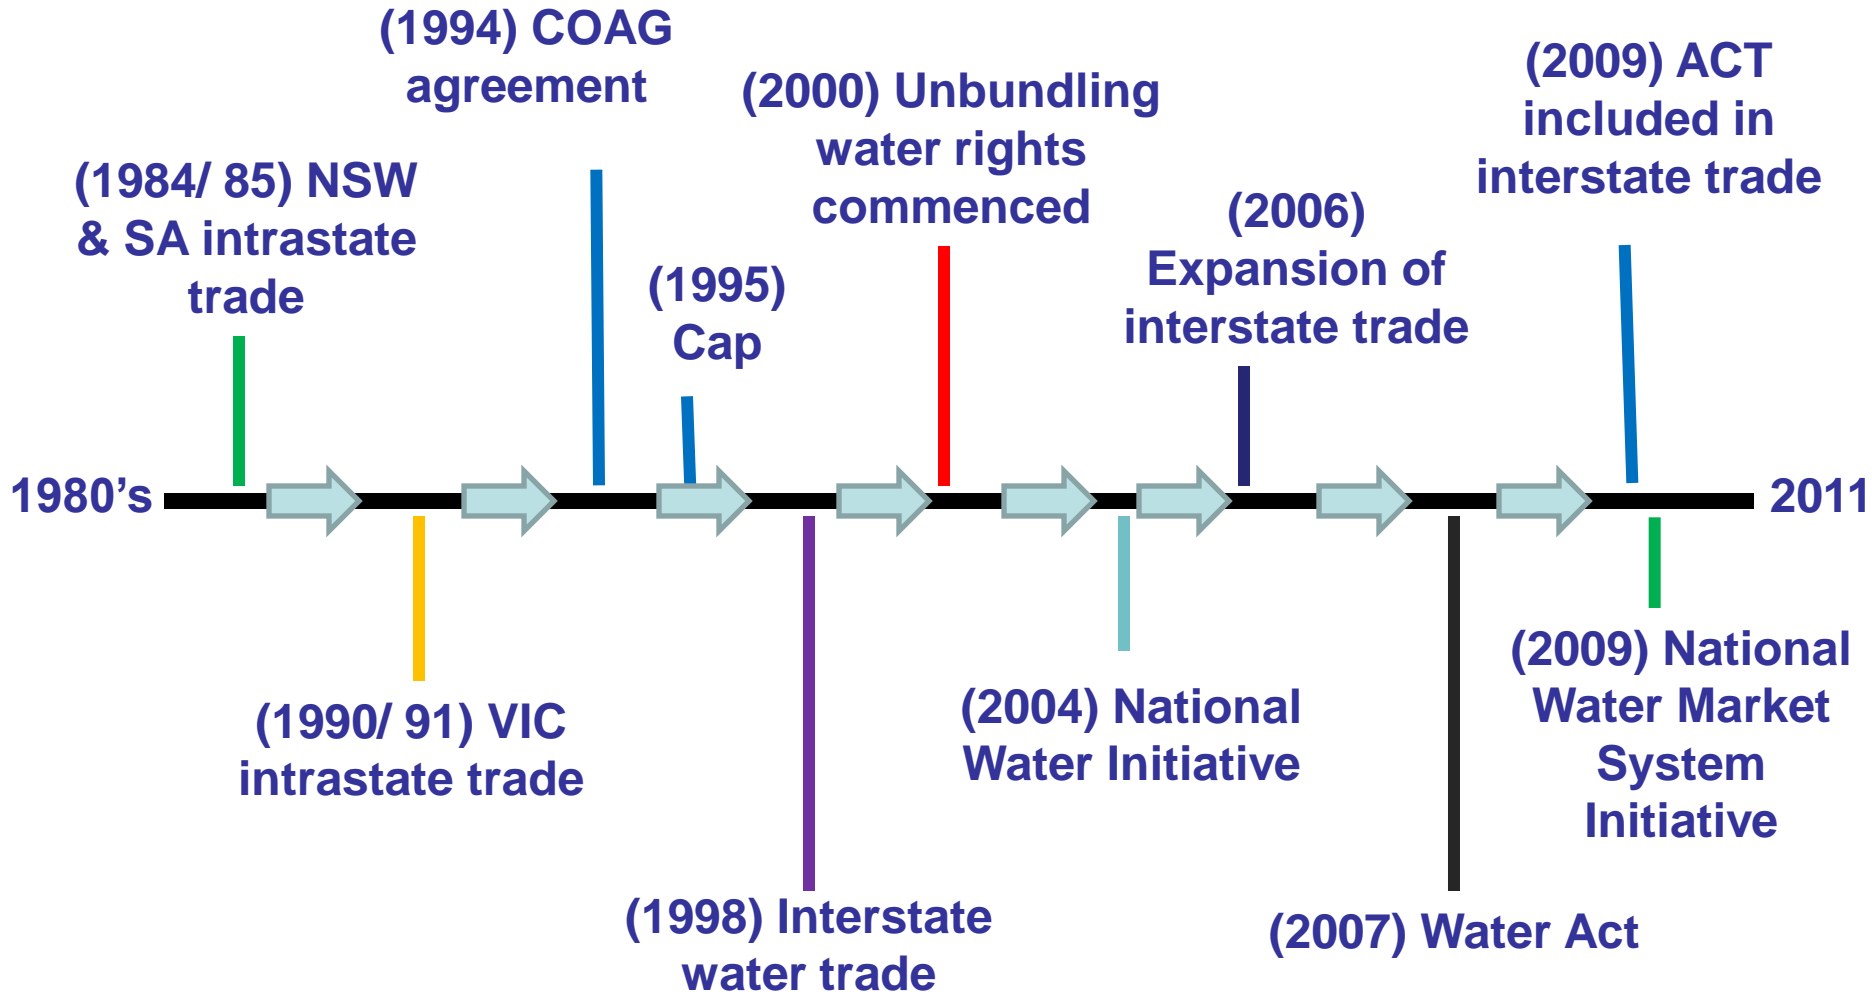 (1994) COAG
agreement
(2000) Unbundling
water rights
commenced
(2009) ACT
included in
interstate trade
(1984/ 85) NSW
& SA intrastate
trade
(1995)
Cap
(2006)
Expansion of
interstate trade
1980’s
2011
(1990/ 91) VIC
intrastate trade
(2004) National
Water Initiative
(2009) National
Water Market
System
Initiative
(1998) Interstate
water trade
(2007) Water Act